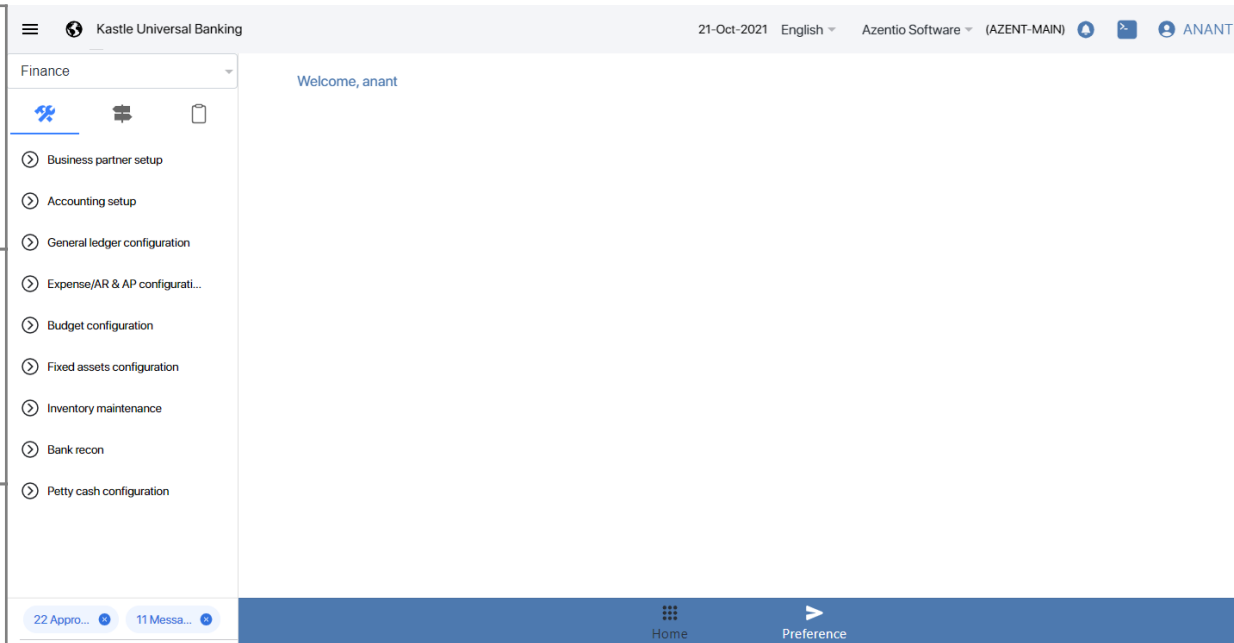 Kastle Universal Banking
21-Oct-2021 English Azentio Software (AZENT-MAIN) ANANT
Finance
Welcome, anant
Business partner setup
Accounting setup
General ledger configuration
Expense/AR & AP configurati...
Budget configuration
Fixed assets configuration
Inventory maintenance
Bank recon
Petty cash configuration
22 Appro... 11 Messa...
Home Preference